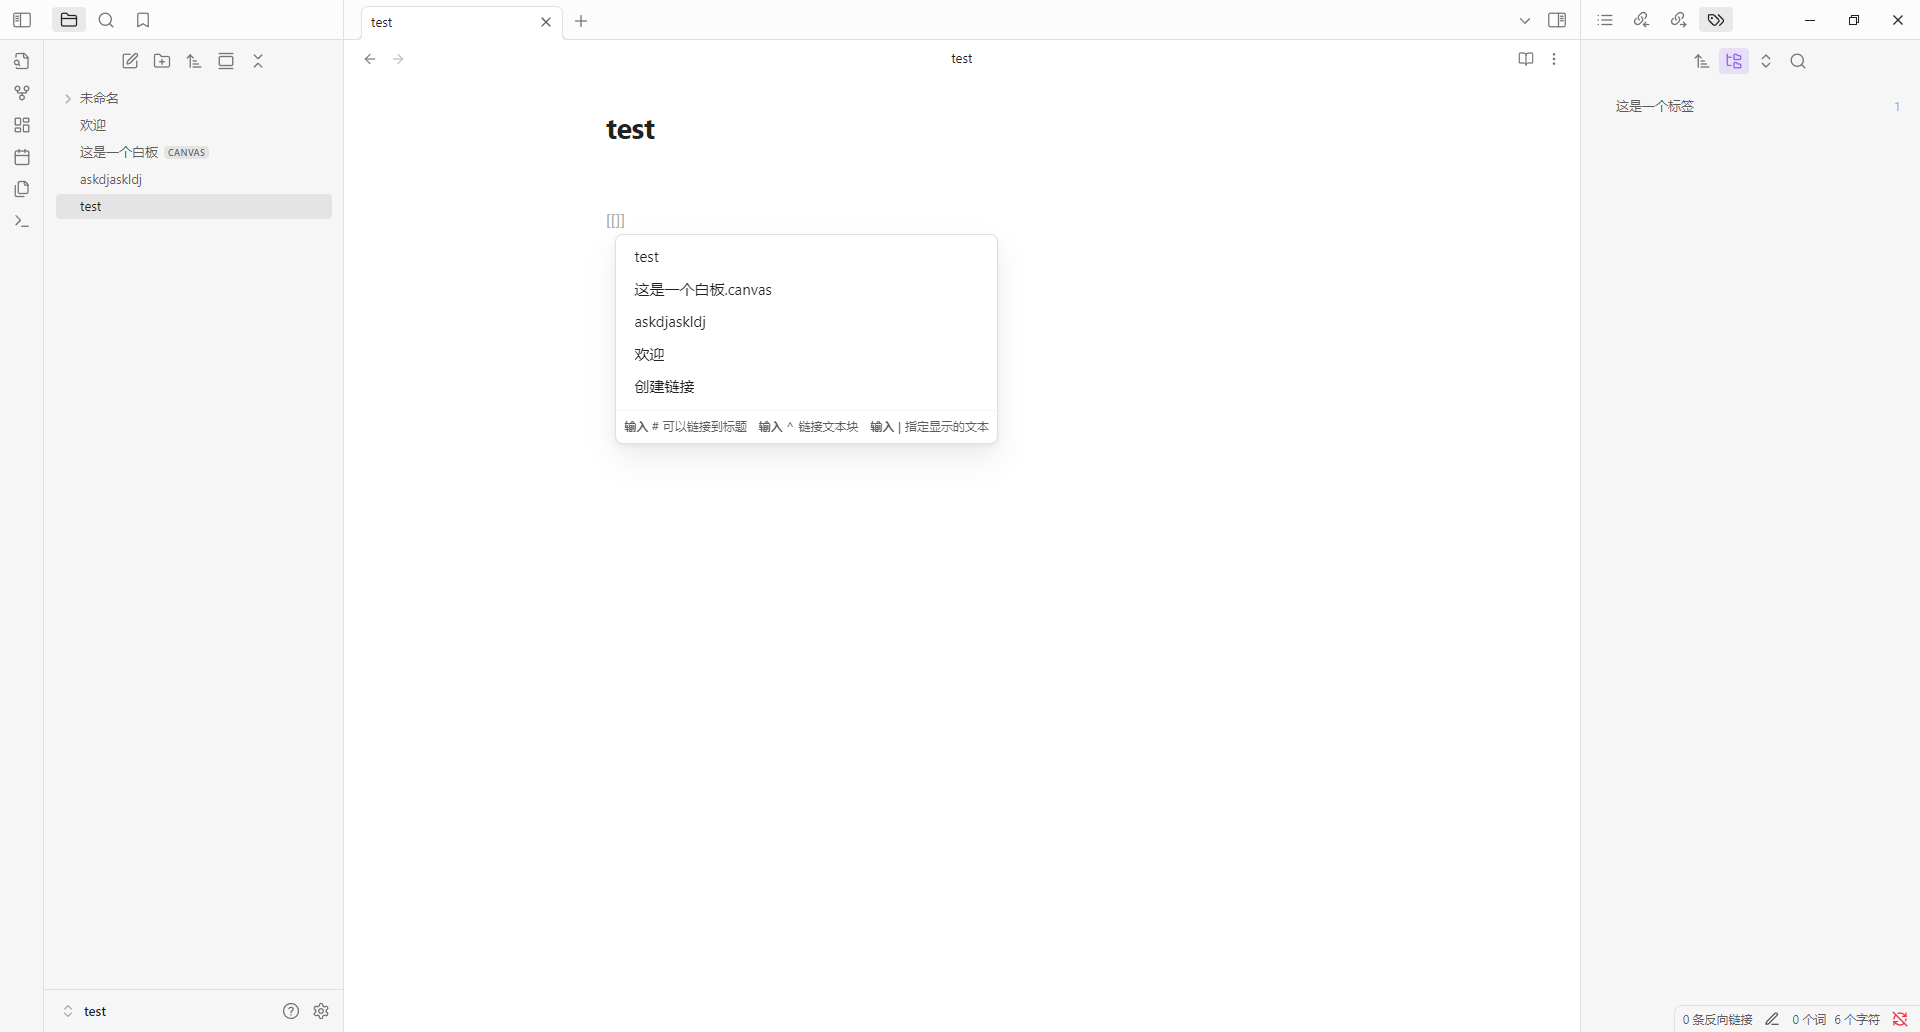 test
test
未命名
欢迎
这是一个白板 CANVAS
askdjaskldj
test
test
[[]]
test
这是一个白板.canvas
askdjaskldj
欢迎
创建链接
输入 # 可以链接到标题 输入 ^ 链接文本块 输入 | 指定显示的文本
这是一个标签 1
test
0 条反向链接 0 个词 6 个字符